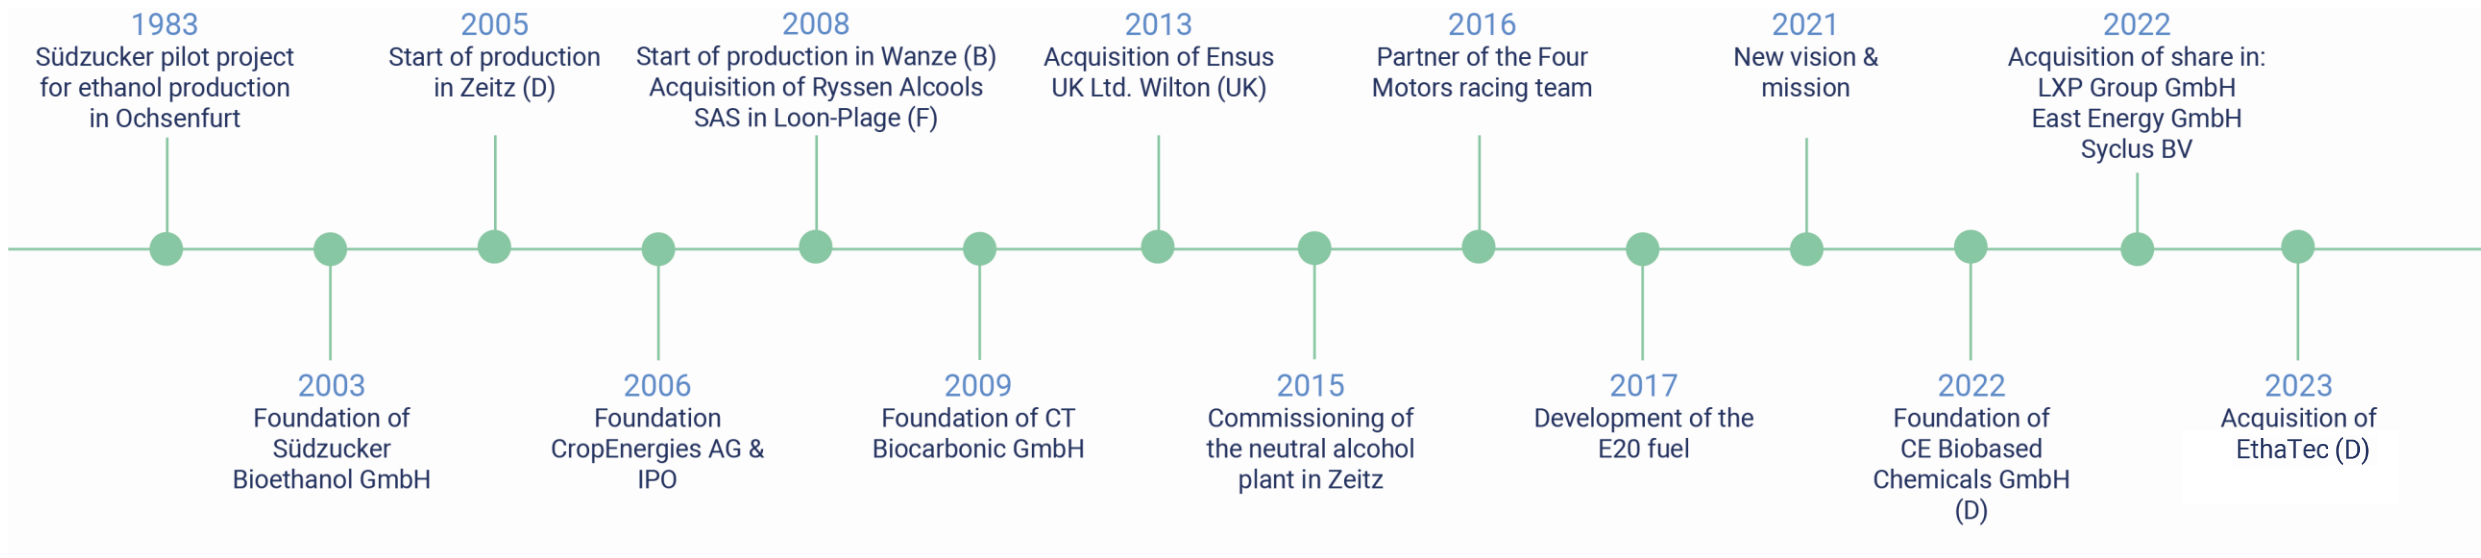 1983
Südzucker pilot project
for ethanol production
in Ochsenfurt
2003
Foundation of
Südzucker
Bioethanol GmbH
2005
Start of production
in Zeitz (D)
2006
Foundation
CropEnergies AG &
IPO
2008
Start of production in Wanze (B)
Acquisition of Ryssen Alcools
SAS in Loon-Plage (F)
2009
Foundation of CT
Biocarbonic GmbH
2013
Acquisition of Ensus
UK Ltd. Wilton (UK)
2015
Commissioning of
the neutral alcohol
plant in Zeitz
2016
Partner of the Four
Motors racing team
2017
Development of the
E20 fuel
2021
New vision &
mission
2022
Foundation of
CE Biobased
Chemicals GmbH
(D)
2022
Acquisition of share in:
LXP Group GmbH
East Energy GmbH
Syclus BV
2023
Acquisition of
EthaTec (D)